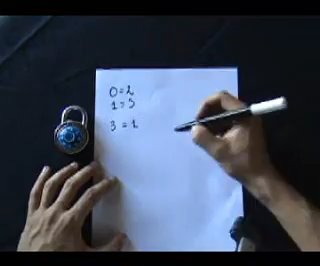 0=2
1=3
3 = 1